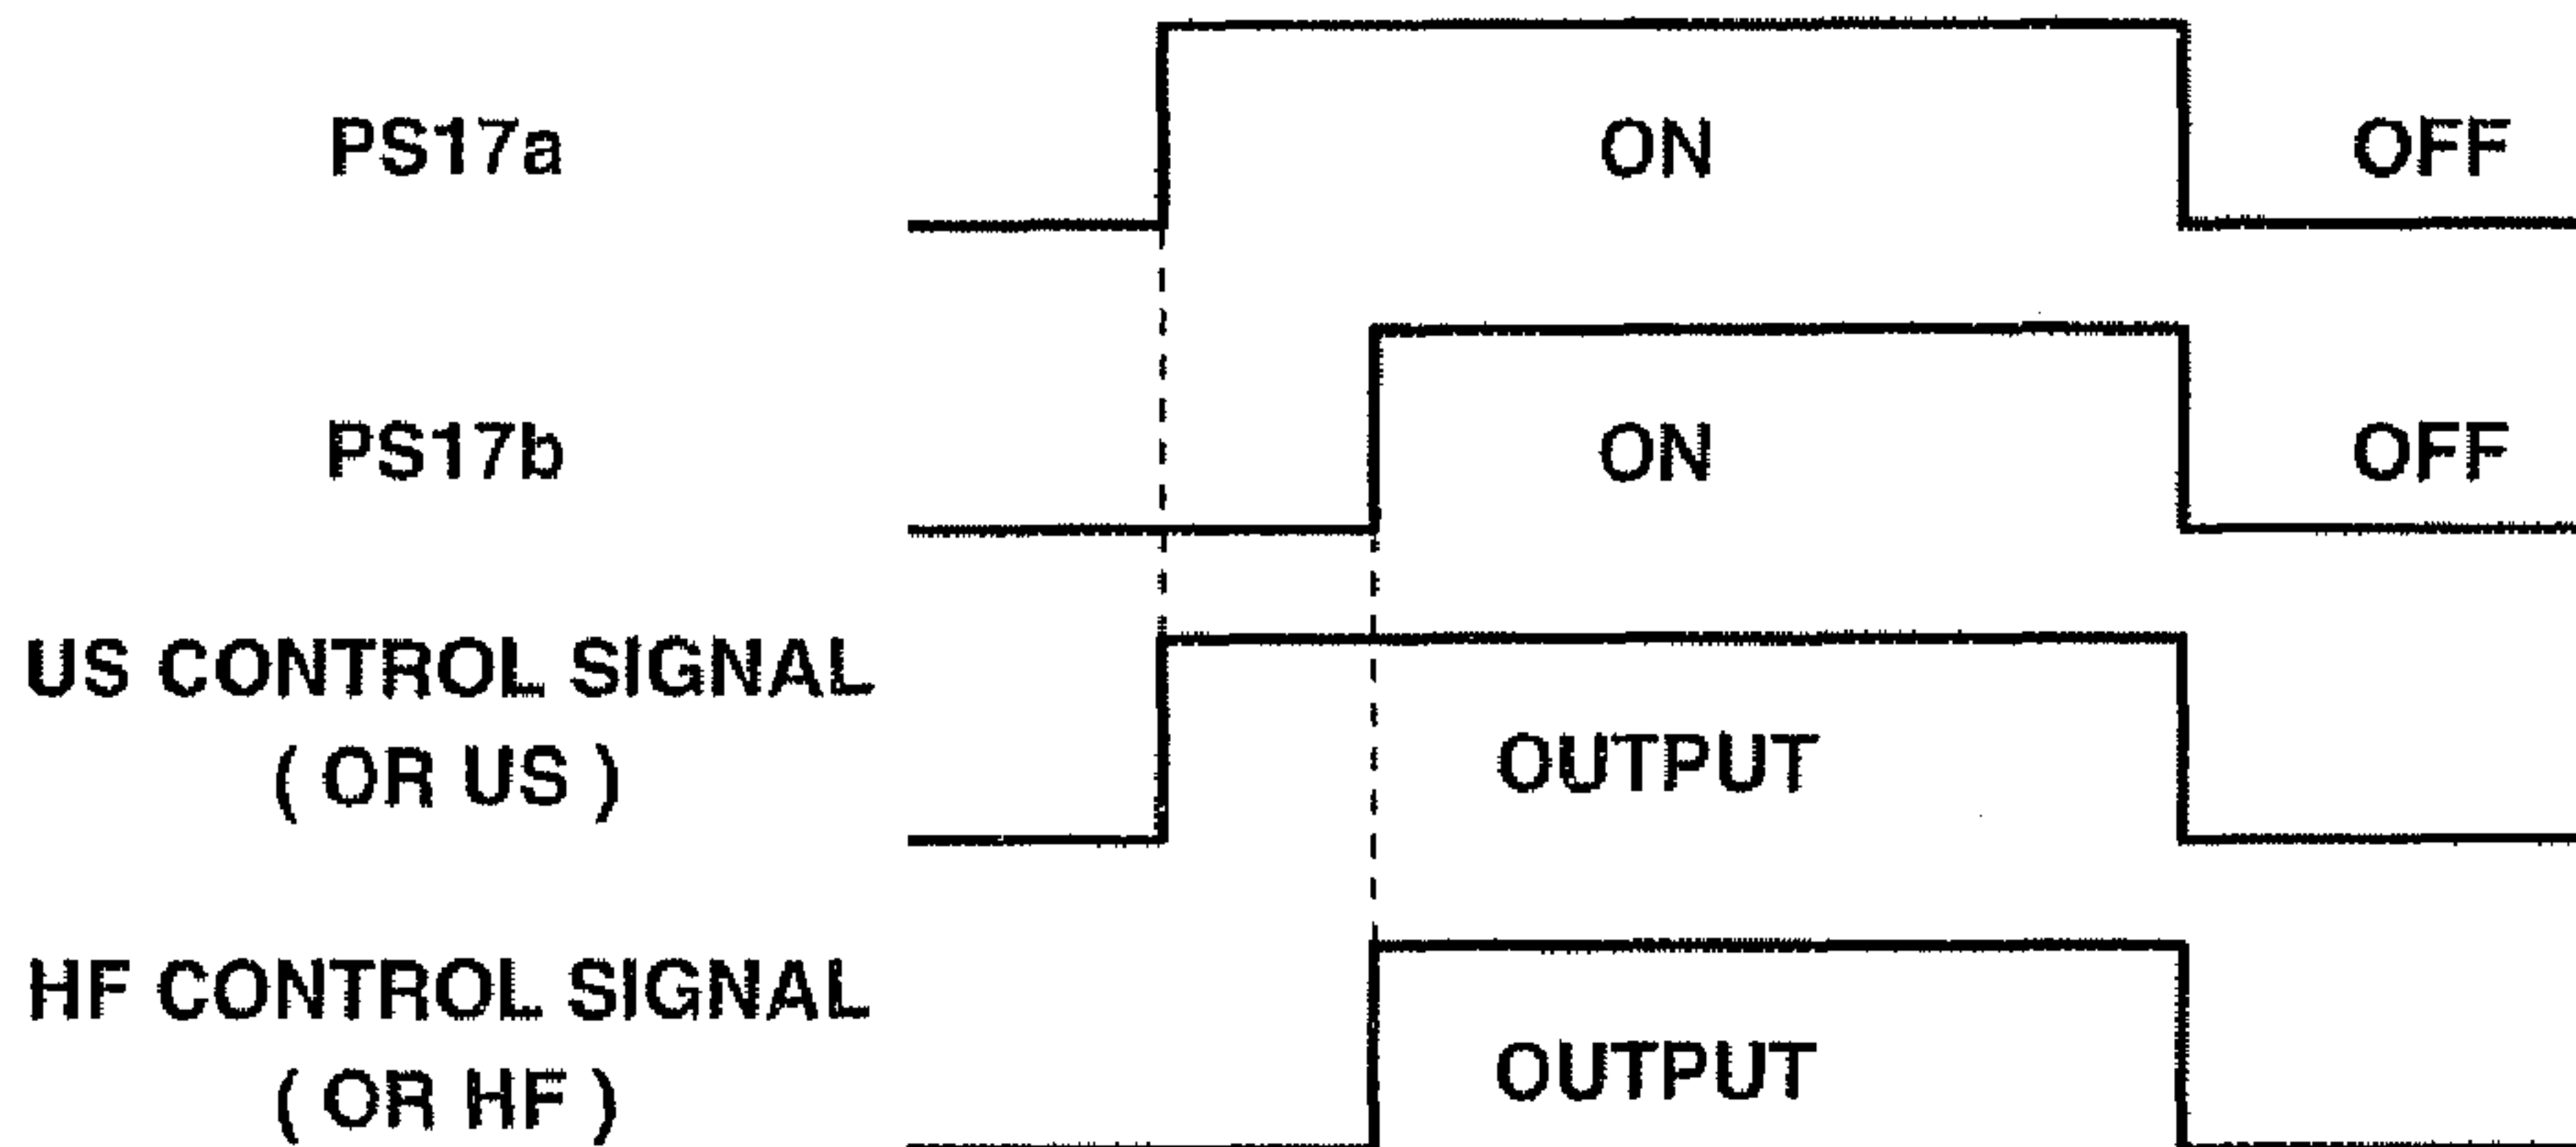 PS17a
ON
OFF
PS17b
ON
OFF
US CONTROL SIGNAL
( OR US )
OUTPUT
HF CONTROL SIGNAL
( OR HF )
OUTPUT